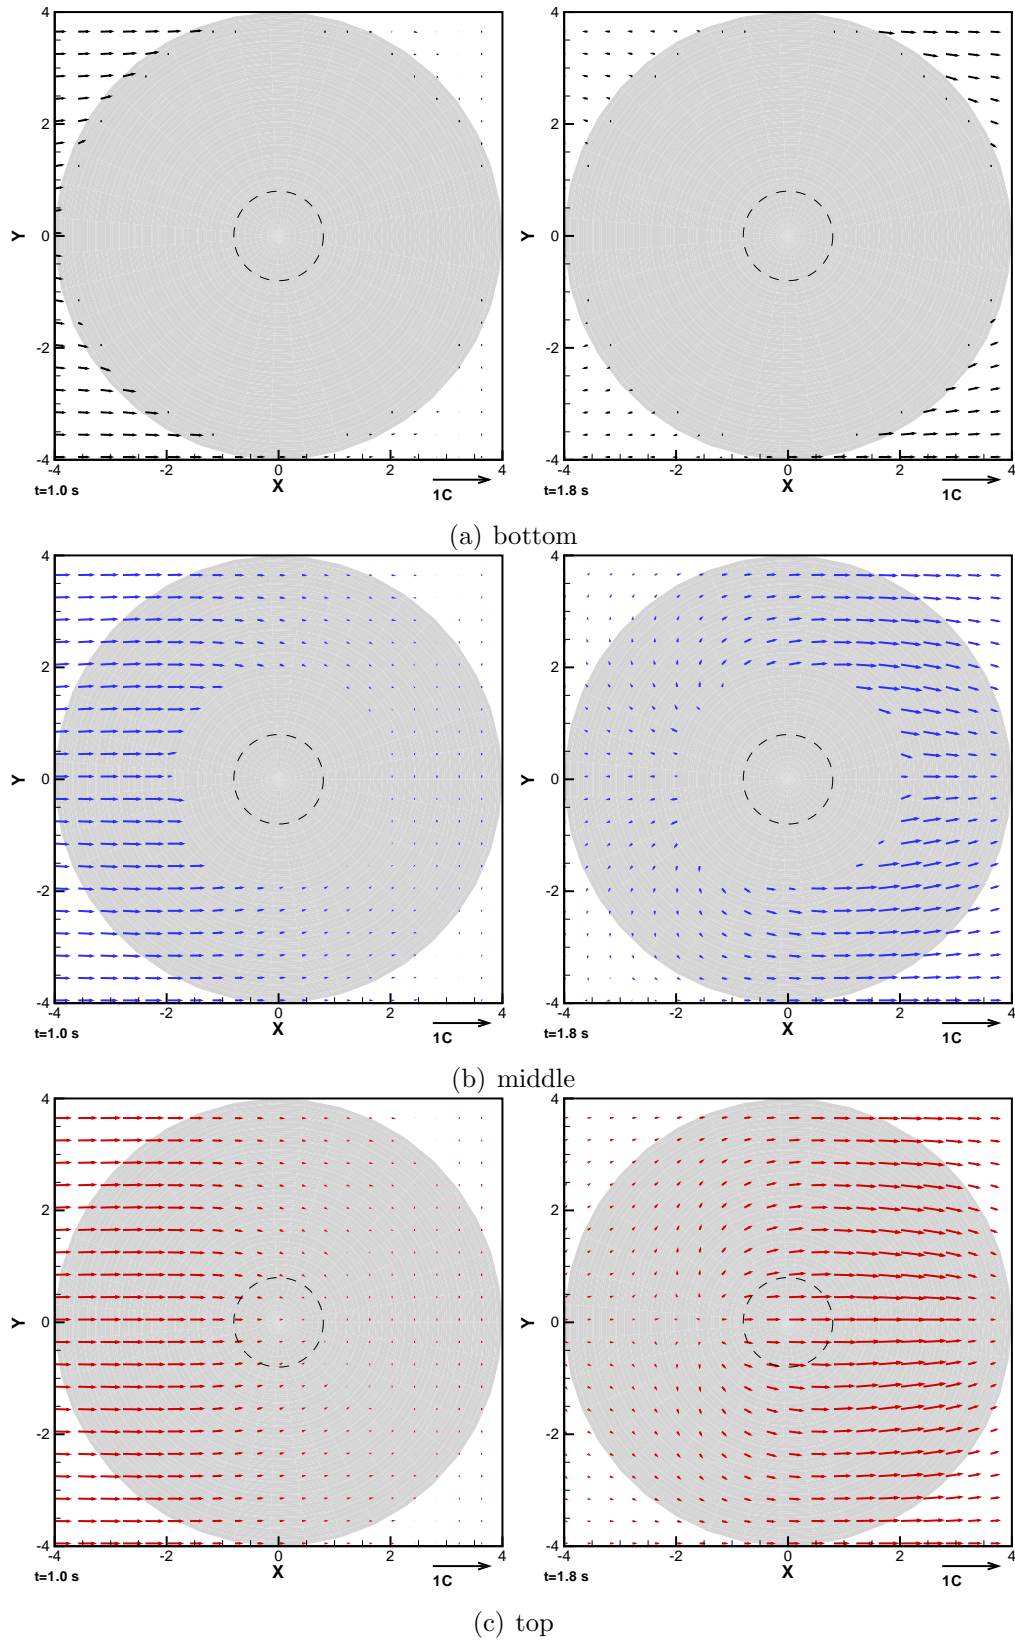 4 4
2 2
Y 0 Y 0
-2 -2
-4 -4
-4 -2 0 2 4 -4 -2 0 2 4
X X
t=1.0 s 1C t=1.8 s 1C
(a) bottom
4 4
2 2
Y 0 Y 0
-2 -2
-4 -4
-4 -2 0 2 4 -4 -2 0 2 4
X X
t=1.0 s 1C t=1.8 s 1C
(b) middle
4 4
2 2
Y 0 Y 0
-2 -2
-4 -4
-4 -2 0 2 4 -4 -2 0 2 4
X X
t=1.0 s 1C t=1.8 s 1C
(c) top